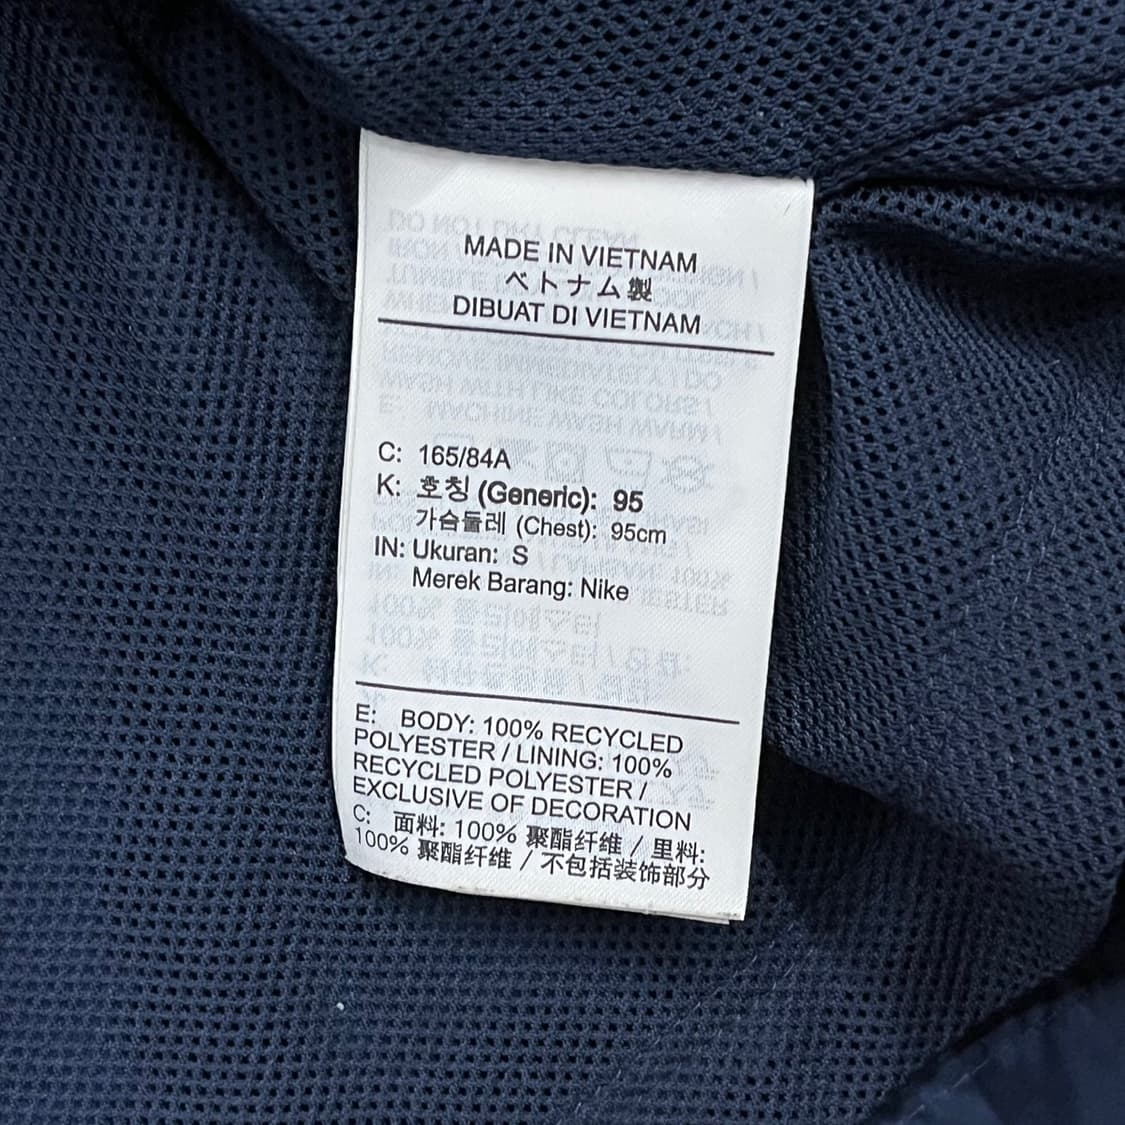 MADE IN VIETNAM
ベトナム製
DIBUAT DI VIETNAM
C: 165/84A
K: 호칭 (Generic): 95
가슴둘레 (Chest): 95cm
IN: Ukuran: S
Merek Barang: Nike
E: BODY: 100% RECYCLED
POLYESTER / LINING: 100%
RECYCLED POLYESTER /
EXCLUSIVE OF DECORATION
C: 面料: 100% 聚酯纤维 / 里料:
100% 聚酯纤维 / 不包括装饰部分